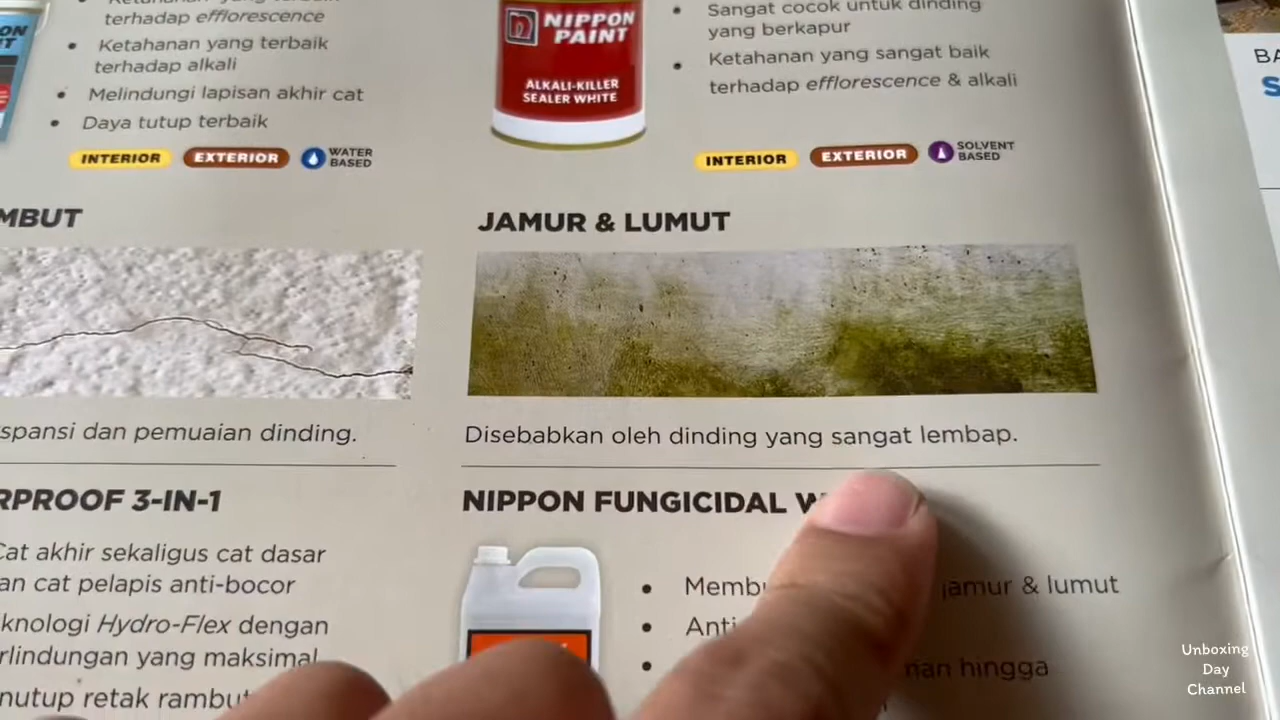 terhadap efflorescence
• Ketahanan yang terbaik
terhadap alkali
• Melindungi lapisan akhir cat
• Daya tutup terbaik
INTERIOR EXTERIOR WATER BASED
NIPPON
PAINT
ALKALI-KILLER
SEALER WHITE
• Sangat cocok untuk dinding
yang berkapur
• Ketahanan yang sangat baik
terhadap efflorescence & alkali
INTERIOR EXTERIOR SOLVENT BASED
MBUT
spansi dan pemuaian dinding.
RPROOF 3-IN-1
Cat akhir sekaligus cat dasar
an cat pelapis anti-bocor
knologi Hydro-Flex dengan
rlindungan yang maksimal
nutup retak rambut
JAMUR & LUMUT
Disebabkan oleh dinding yang sangat lembap.
NIPPON FUNGICIDAL
• jamur & lumut
• Anti
• hingga
BA
S
Unboxing
Day
Channel